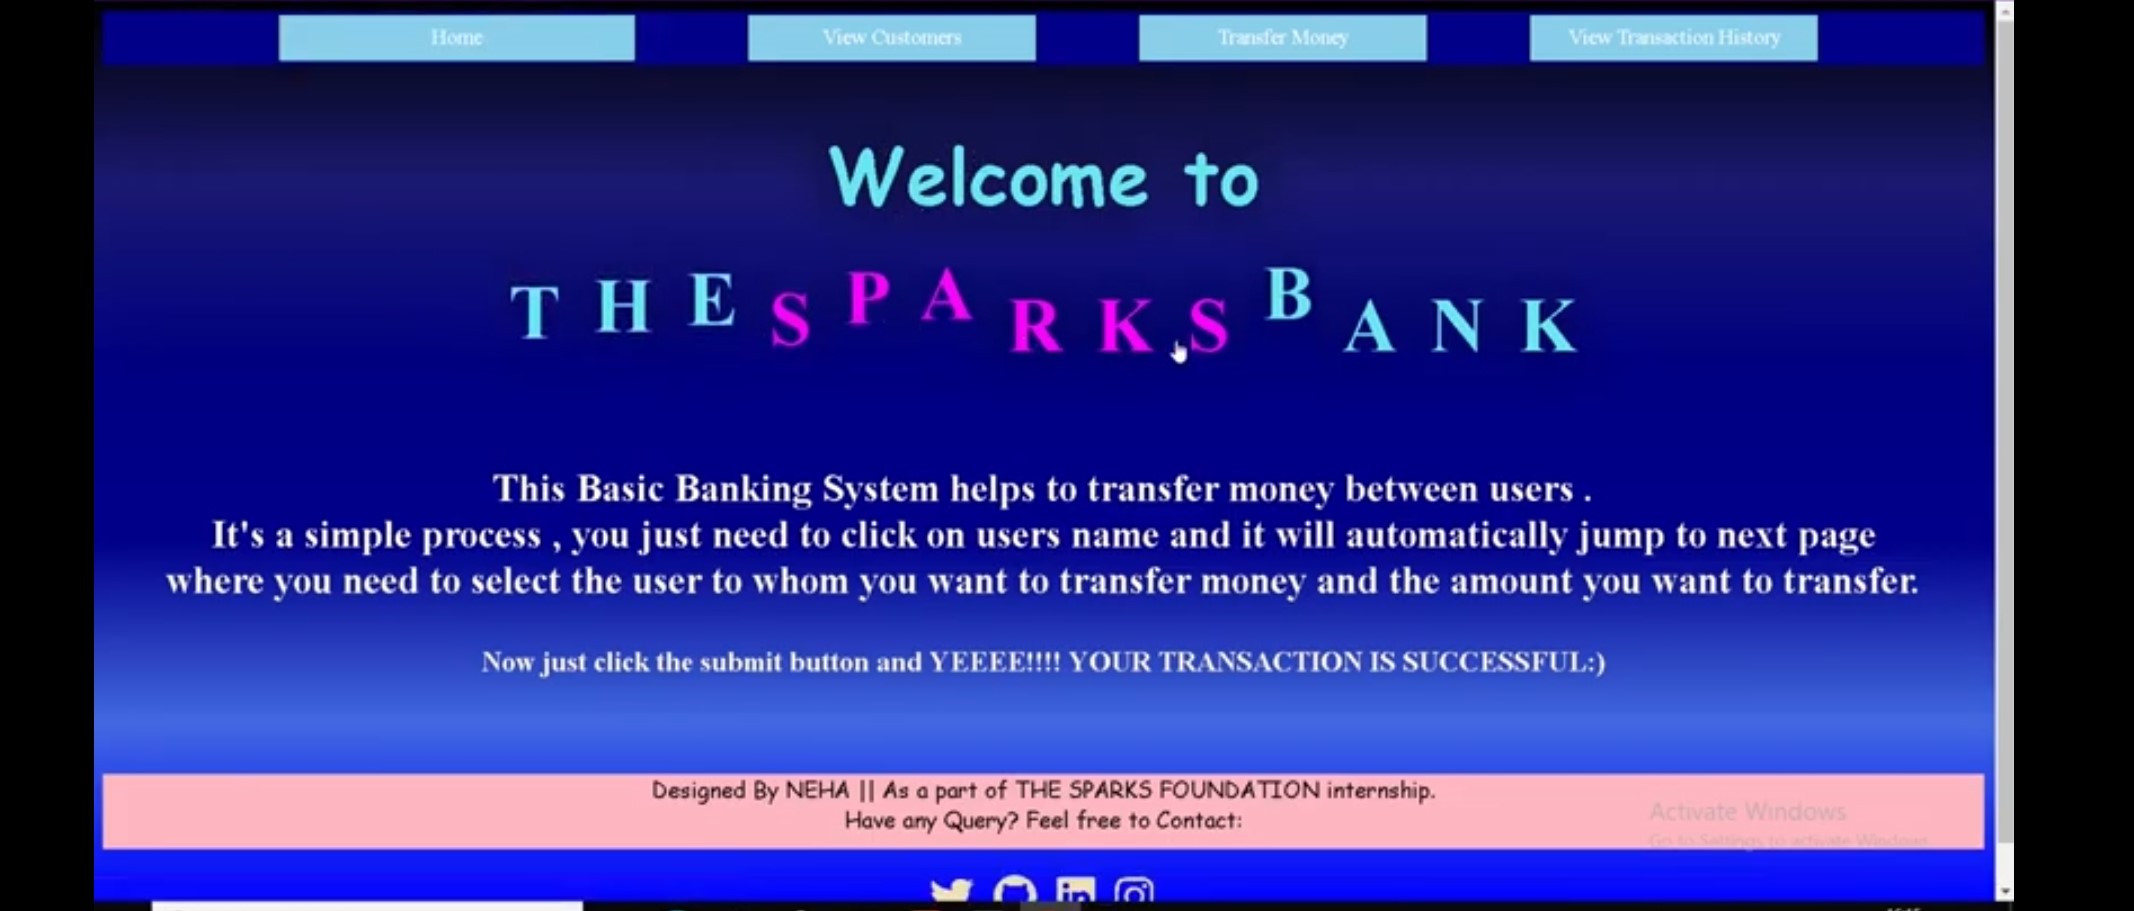 Home View Customers Transfer Money View Transaction History
Welcome to
THE SPARKS BANK
This Basic Banking System helps to transfer money between users .
It's a simple process , you just need to click on users name and it will automatically jump to next page
where you need to select the user to whom you want to transfer money and the amount you want to transfer.
Now just click the submit button and YEEEE!!!! YOUR TRANSACTION IS SUCCESSFUL:)
Designed By NEHA || As a part of THE SPARKS FOUNDATION internship.
Have any Query? Feel free to Contact:
Activate Windows
Go to Settings to activate Windows.
in